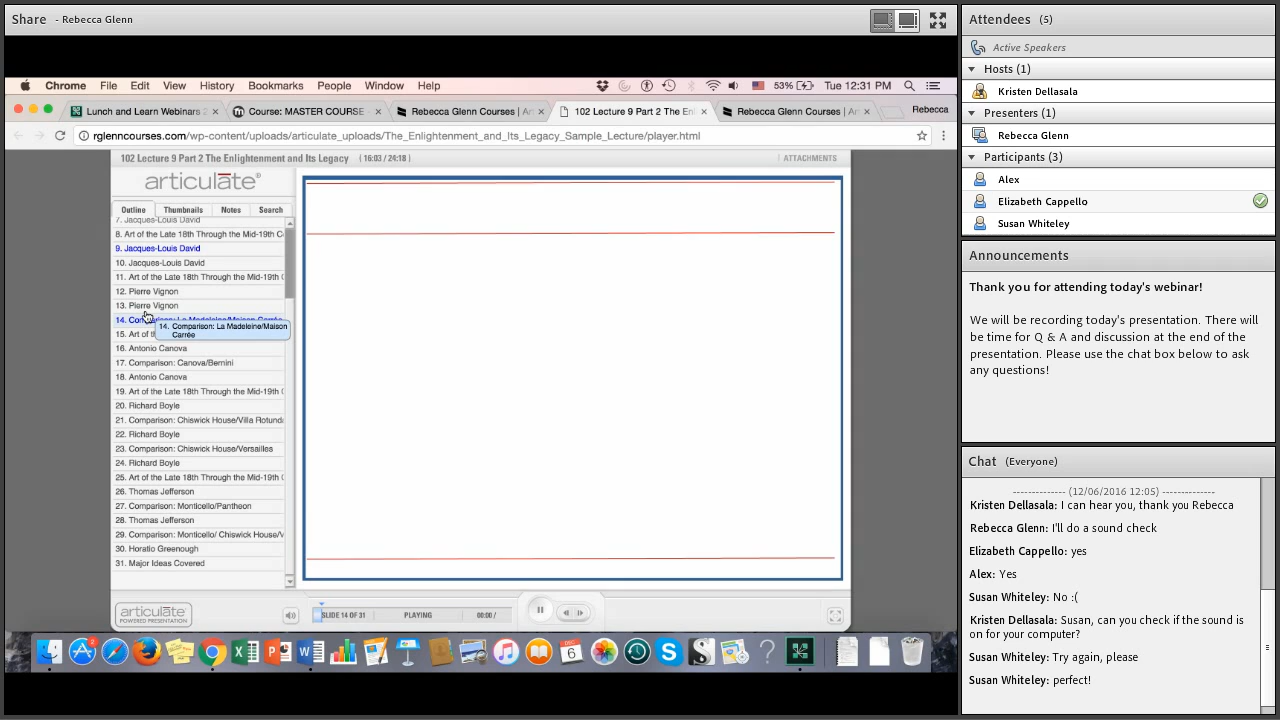 Share - Rebecca Glenn
Chrome File Edit View History Bookmarks People Window Help
53% Tue 12:31 PM
Lunch and Learn Webinars 2
Course: MASTER COURSE
Rebecca Glenn Courses | Art
102 Lecture 9 Part 2 The Enl
Rebecca Glenn Courses | Art
Rebecca
rglenncourses.com/wp-content/uploads/articulate_uploads/The_Enlightenment_and_Its_Legacy_Sample_Lecture/player.html
102 Lecture 9 Part 2 The Enlightenment and Its Legacy (16:03 / 24:18)
ATTACHMENTS
articulate®
Outline Thumbnails Notes Search
7. Jacques-Louis David
8. Art of the Late 18th Through the Mid-19th C
9. Jacques-Louis David
10. Jacques-Louis David
11. Art of the Late 18th Through the Mid-19th C
12. Pierre Vignon
13. Pierre Vignon
14. Comparison: La Madeleine/Maison Carrée
14. Comparison: La Madeleine/Maison
Carrée
15. Art of t
16. Antonio Canova
17. Comparison: Canova/Bernini
18. Antonio Canova
19. Art of the Late 18th Through the Mid-19th C
20. Richard Boyle
21. Comparison: Chiswick House/Villa Rotunda
22. Richard Boyle
23. Comparison: Chiswick House/Versailles
24. Richard Boyle
25. Art of the Late 18th Through the Mid-19th C
26. Thomas Jefferson
27. Comparison: Monticello/Pantheon
28. Thomas Jefferson
29. Comparison: Monticello/ Chiswick House/V
30. Horatio Greenough
31. Major Ideas Covered
articulate®
POWERED PRESENTATION
SLIDE 14 OF 31 PLAYING 00:00 /
DEC
6
Attendees (5)
Active Speakers
Hosts (1)
Kristen Dellasala
Presenters (1)
Rebecca Glenn
Participants (3)
Alex
Elizabeth Cappello
Susan Whiteley
Announcements
Thank you for attending today's webinar!
We will be recording today's presentation. There will
be time for Q & A and discussion at the end of the
presentation. Please use the chat box below to ask
any questions!
Chat (Everyone)
-------------- (12/06/2016 12:05) --------------
Kristen Dellasala: I can hear you, thank you Rebecca
Rebecca Glenn: I'll do a sound check
Elizabeth Cappello: yes
Alex: Yes
Susan Whiteley: No :(
Kristen Dellasala: Susan, can you check if the sound is
on for your computer?
Susan Whiteley: Try again, please
Susan Whiteley: perfect!